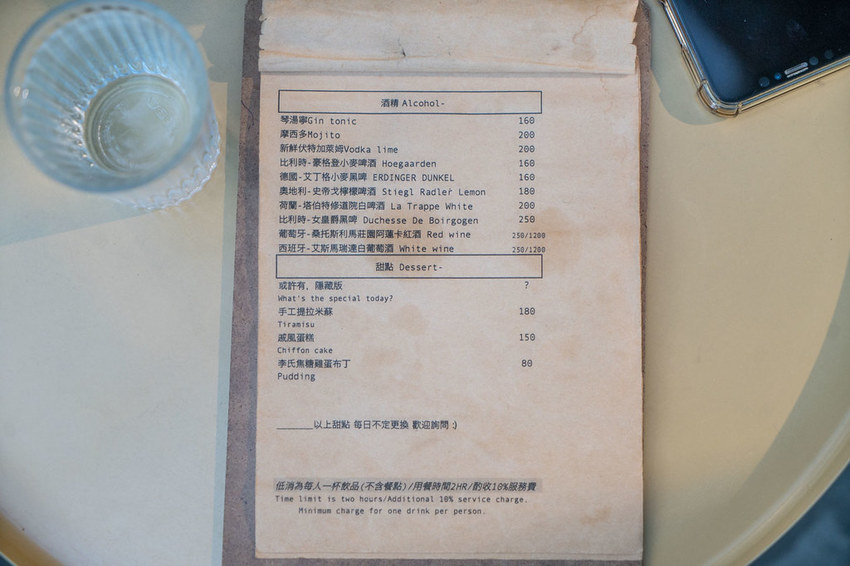 酒精 Alcohol-
琴湯寧Gin tonic 160
摩西多Mojito 200
新鮮伏特加萊姆Vodka lime 200
比利時-豪格登小麥啤酒 Hoegaarden 160
德國-艾丁格小麥黑啤 ERDINGER DUNKEL 160
奧地利-史帝戈檸檬啤酒 Stiegl Radler Lemon 180
荷蘭-塔伯特修道院白啤酒 La Trappe White 200
比利時-女皇爵黑啤 Duchesse De Boirgogen 250
葡萄牙-桑托斯利馬莊園阿蓮卡紅酒 Red wine 250/1200
西班牙-艾斯馬瑞達白葡萄酒 White wine 250/1200
甜點 Dessert-
或許有, 隱藏版 ?
What's the special today?
手工提拉米蘇 180
Tiramisu
戚風蛋糕 150
Chiffon cake
李氏焦糖雞蛋布丁 80
Pudding
______以上甜點 每日不定更換 歡迎詢問 :)
低消為每人一杯飲品(不含餐點)/用餐時間2HR/酌收10%服務費
Time limit is two hours/Additional 10% service charge.
Minimum charge for one drink per person.